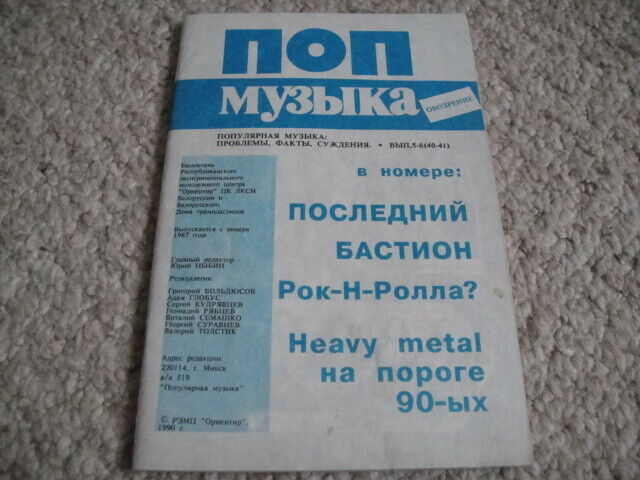 ПОП
музыка
ОБОЗРЕНИЕ
ПОПУЛЯРНАЯ МУЗЫКА:
ПРОБЛЕМЫ, ФАКТЫ, СУЖДЕНИЯ. • ВЫП.5-6(40-41)
Бюллетень
Республиканского
экспериментального
молодежного центра
"Ориентир" ЦК ЛКСМ
Белоруссии и
Белорусского
Дома грампластинок
Выпускается с января
1987 года
Главный редактор -
Юрий ЦЫБИН
Редколлегия:
Григорий БОЛЬДЮСОВ
Адам ГЛОБУС
Сергей КУДРЯВЦЕВ
Геннадий РЯБЦЕВ
Виталий СЕМАШКО
Георгий СУРАВНЕВ
Валерий ТОЛСТИК
Адрес редакции:
220114, г. Минск
а/я 519
"Популярная музыка"
© РЭМЦ "Ориентир",
1990 г.
в номере:
ПОСЛЕДНИЙ
БАСТИОН
Рок-Н-Ролла?
Heavy metal
на пороге
90-ых